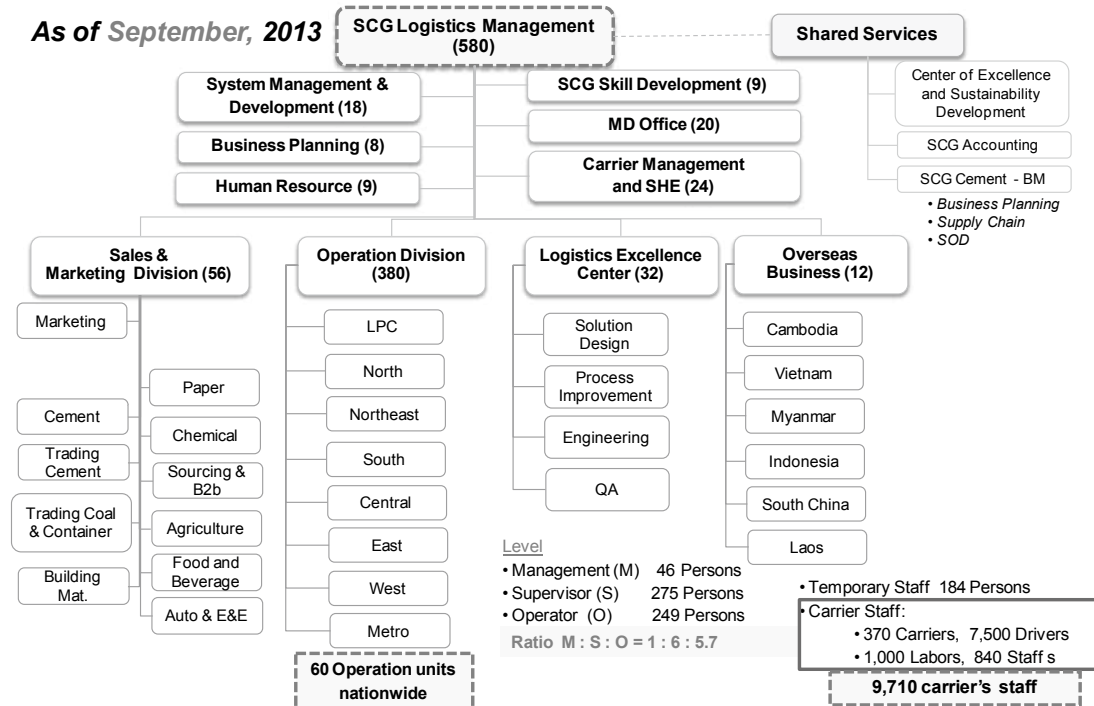 As of September, 2013
SCG Logistics Management
(580)
Shared Services
System Management &
Development (18)
Business Planning (8)
Human Resource (9)
SCG Skill Development (9)
MD Office (20)
Carrier Management
and SHE (24)
Center of Excellence
and Sustainability
Development
SCG Accounting
SCG Cement - BM
• Business Planning
• Supply Chain
• SOD
Sales &
Marketing Division (56)
Marketing
Cement
Trading
Cement
Trading Coal
& Container
Building
Mat.
Paper
Chemical
Sourcing &
B2b
Agriculture
Food and
Beverage
Auto & E&E
Operation Division
(380)
LPC
North
Northeast
South
Central
East
West
Metro
60 Operation units
nationwide
Logistics Excellence
Center (32)
Solution
Design
Process
Improvement
Engineering
QA
Overseas
Business (12)
Cambodia
Vietnam
Myanmar
Indonesia
South China
Laos
Level
• Management (M) 46 Persons
• Supervisor (S) 275 Persons
• Operator (O) 249 Persons
Ratio M : S : O = 1 : 6 : 5.7
• Temporary Staff 184 Persons
• Carrier Staff:
• 370 Carriers, 7,500 Drivers
• 1,000 Labors, 840 Staff s
9,710 carrier's staff